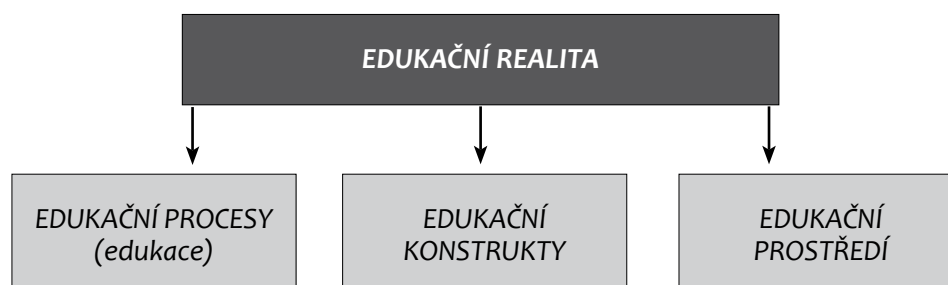 EDUKAČNÍ REALITA
EDUKAČNÍ PROCESY
(edukace)
EDUKAČNÍ
KONSTRUKTY
EDUKAČNÍ
PROSTŘEDÍ